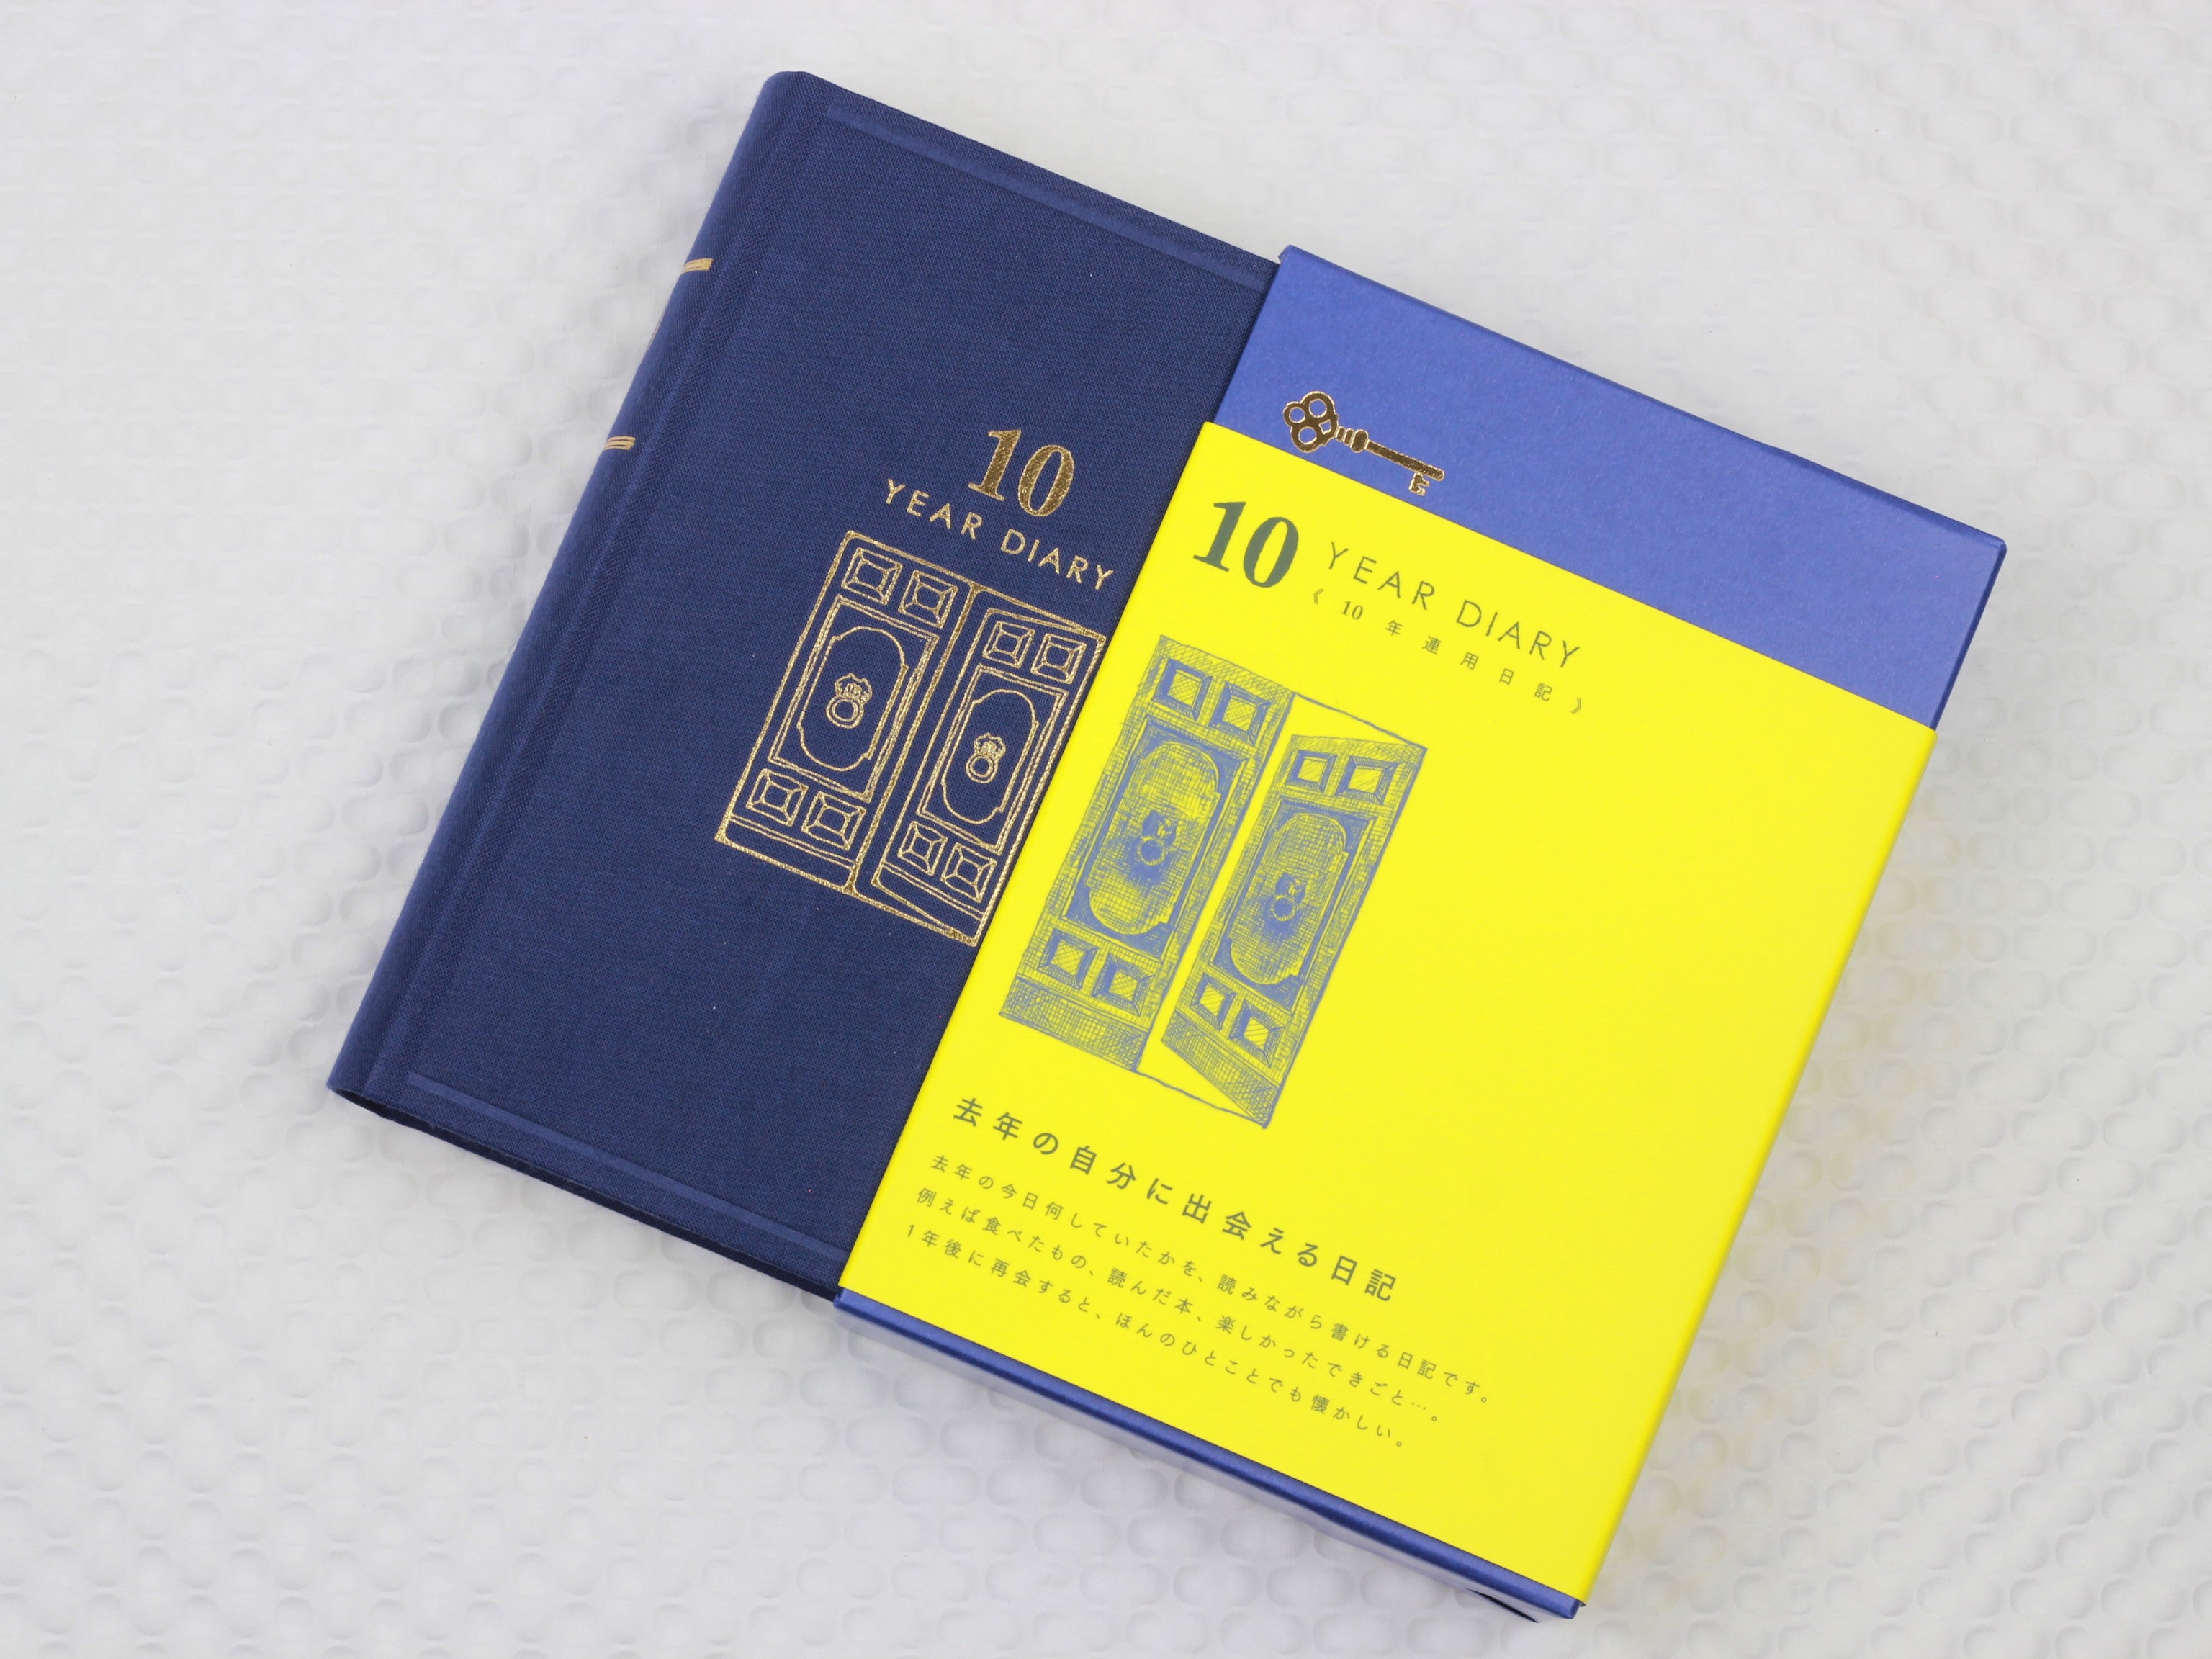 10
YEAR DIARY
10 YEAR DIARY
《10年連用日記》
去年の自分に出会える日記
去年の今日何していたかを、読みながら書ける日記です。
例えば食べたもの、読んだ本、楽しかったできごと…。
1年後に再会すると、ほんのひとことでも懐かしい。